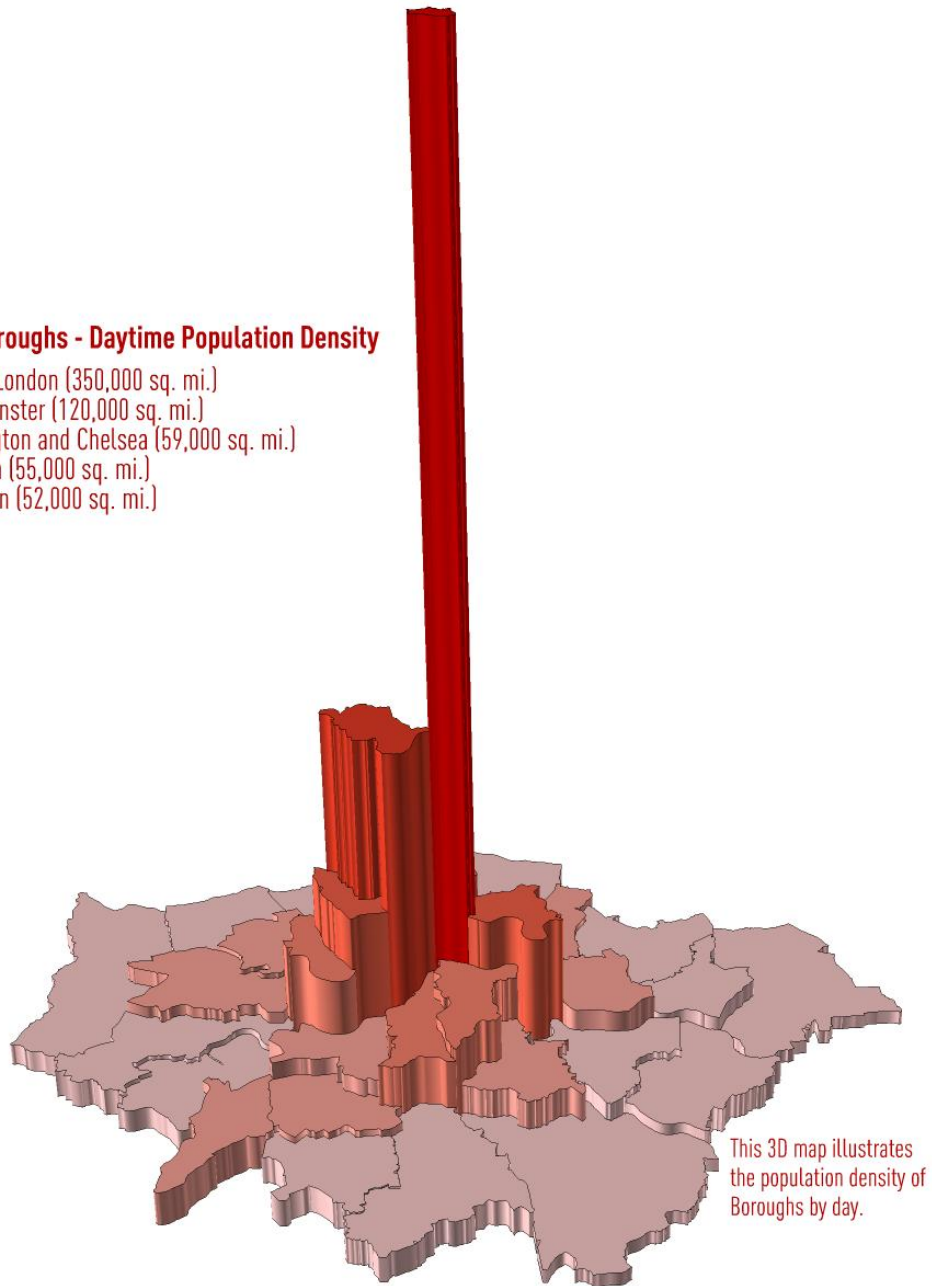 roughs - Daytime Population Density
London (350,000 sq. mi.)
nster (120,000 sq. mi.)
gton and Chelsea (59,000 sq. mi.)
(55,000 sq. mi.)
n (52,000 sq. mi.)
This 3D map illustrates
the population density of
Boroughs by day.